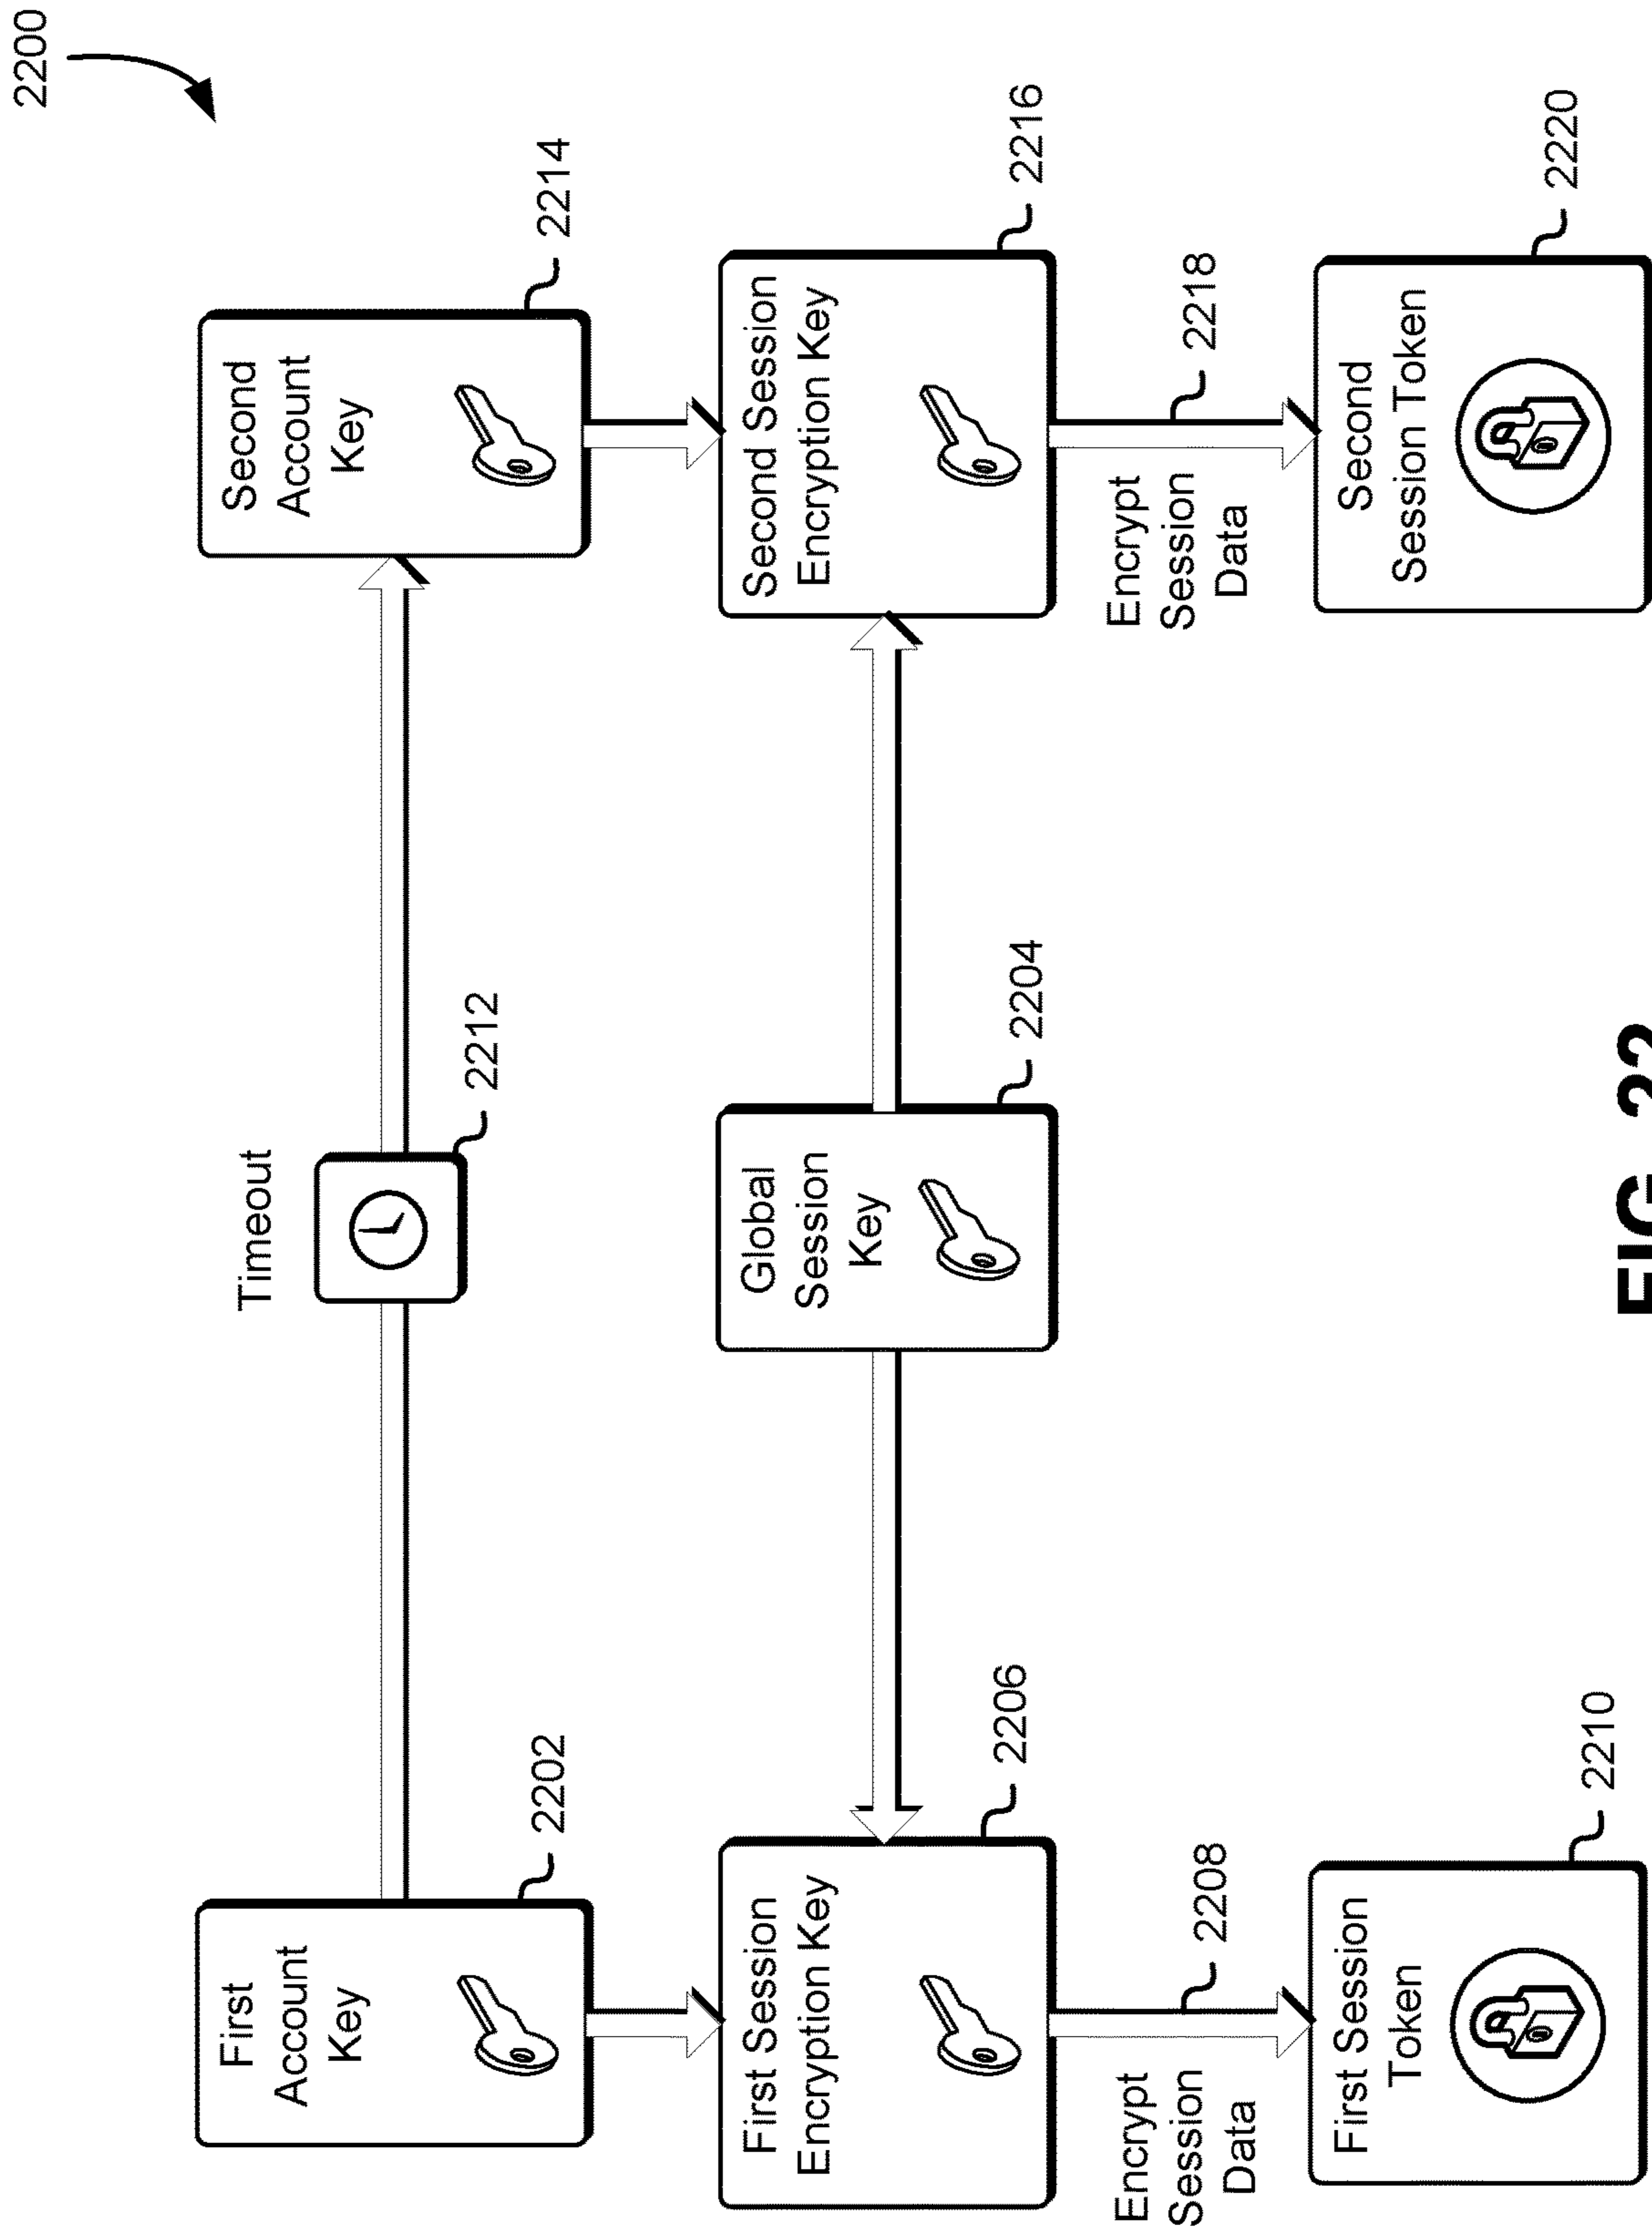 2200
First
Account
Key
2202
Timeout
2212
Second
Account
Key
2214
First Session
Encryption Key
2206
Global
Session
Key
2204
Second Session
Encryption Key
2216
Encrypt
Session
Data
2208
Encrypt
Session
Data
2218
First Session
Token
2210
Second
Session Token
2220
FIG. 22